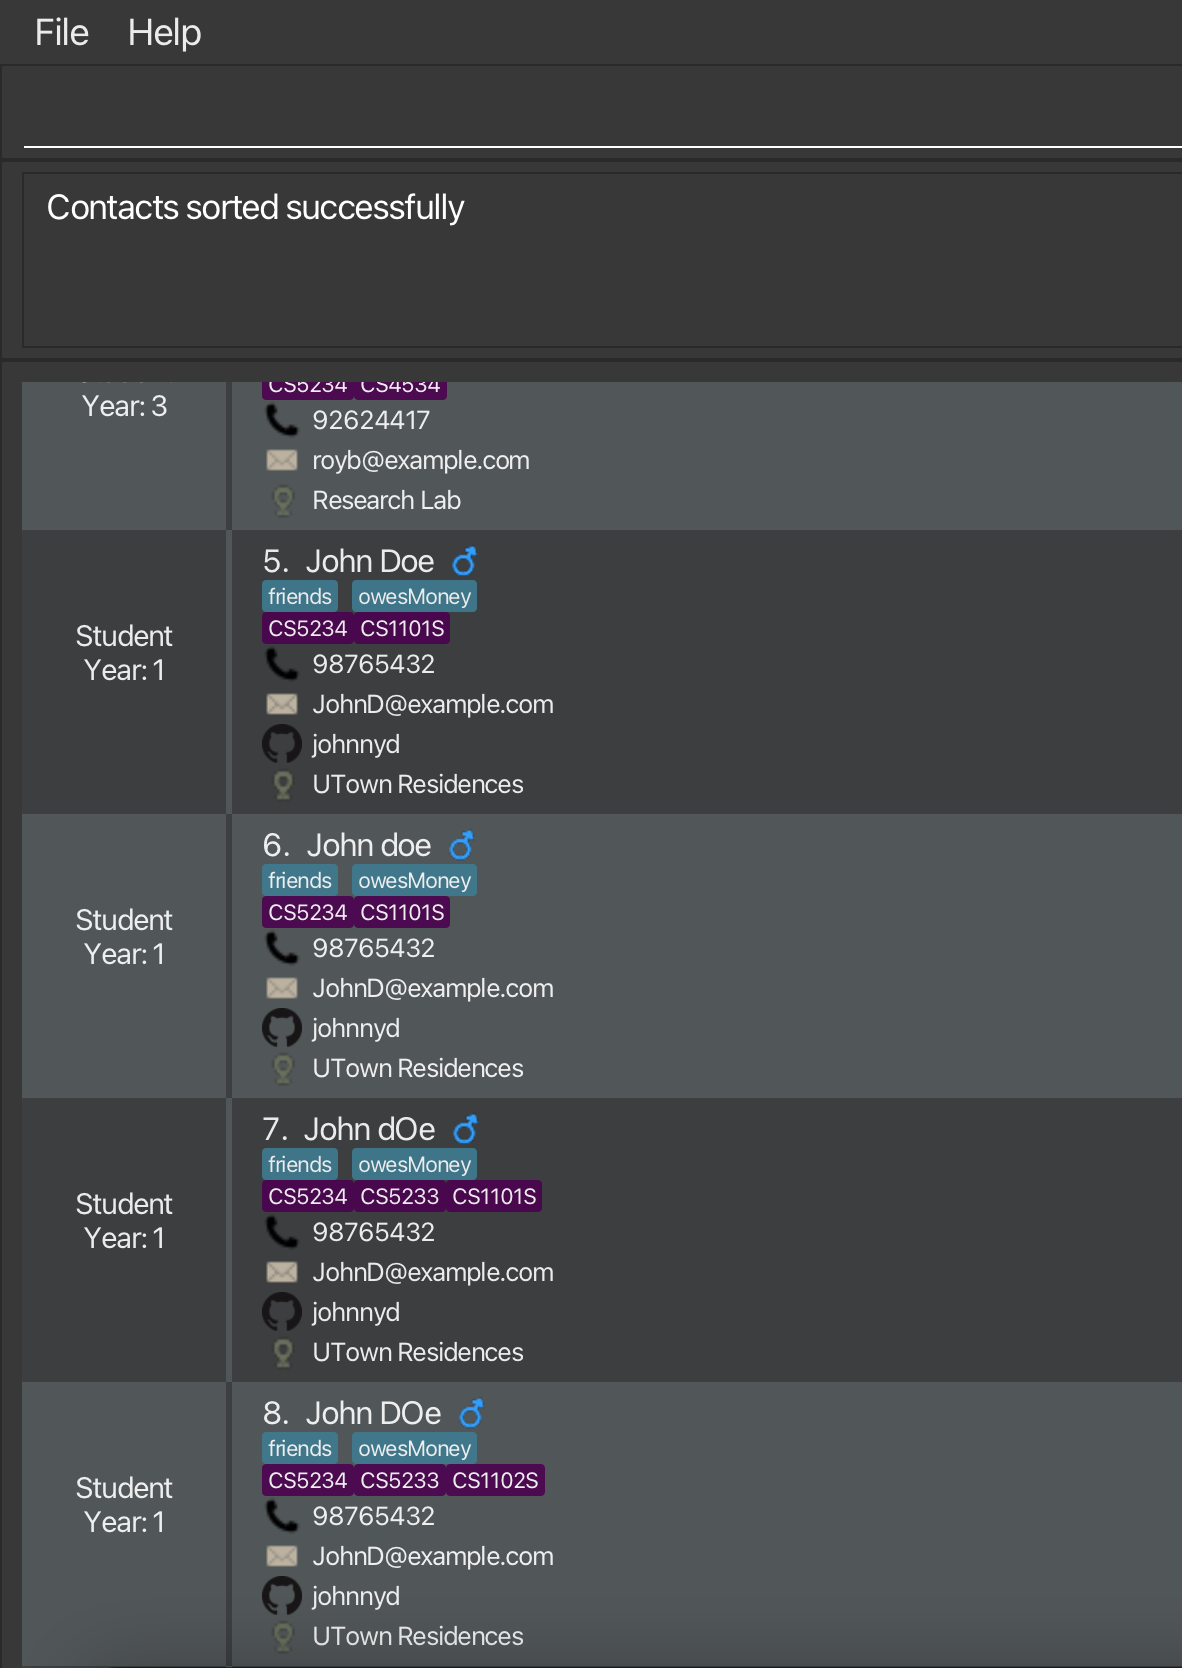 File Help
Contacts sorted successfully
CS5234 CS4534
Year: 3
92624417
royb@example.com
Research Lab
5. John Doe
friends owesMoney
CS5234 CS1101S
Student
Year: 1
98765432
JohnD@example.com
johnnyd
UTown Residences
6. John doe
friends owesMoney
CS5234 CS1101S
Student
Year: 1
98765432
JohnD@example.com
johnnyd
UTown Residences
7. John dOe
friends owesMoney
CS5234 CS5233 CS1101S
Student
Year: 1
98765432
JohnD@example.com
johnnyd
UTown Residences
8. John DOe
friends owesMoney
CS5234 CS5233 CS1102S
Student
Year: 1
98765432
JohnD@example.com
johnnyd
UTown Residences